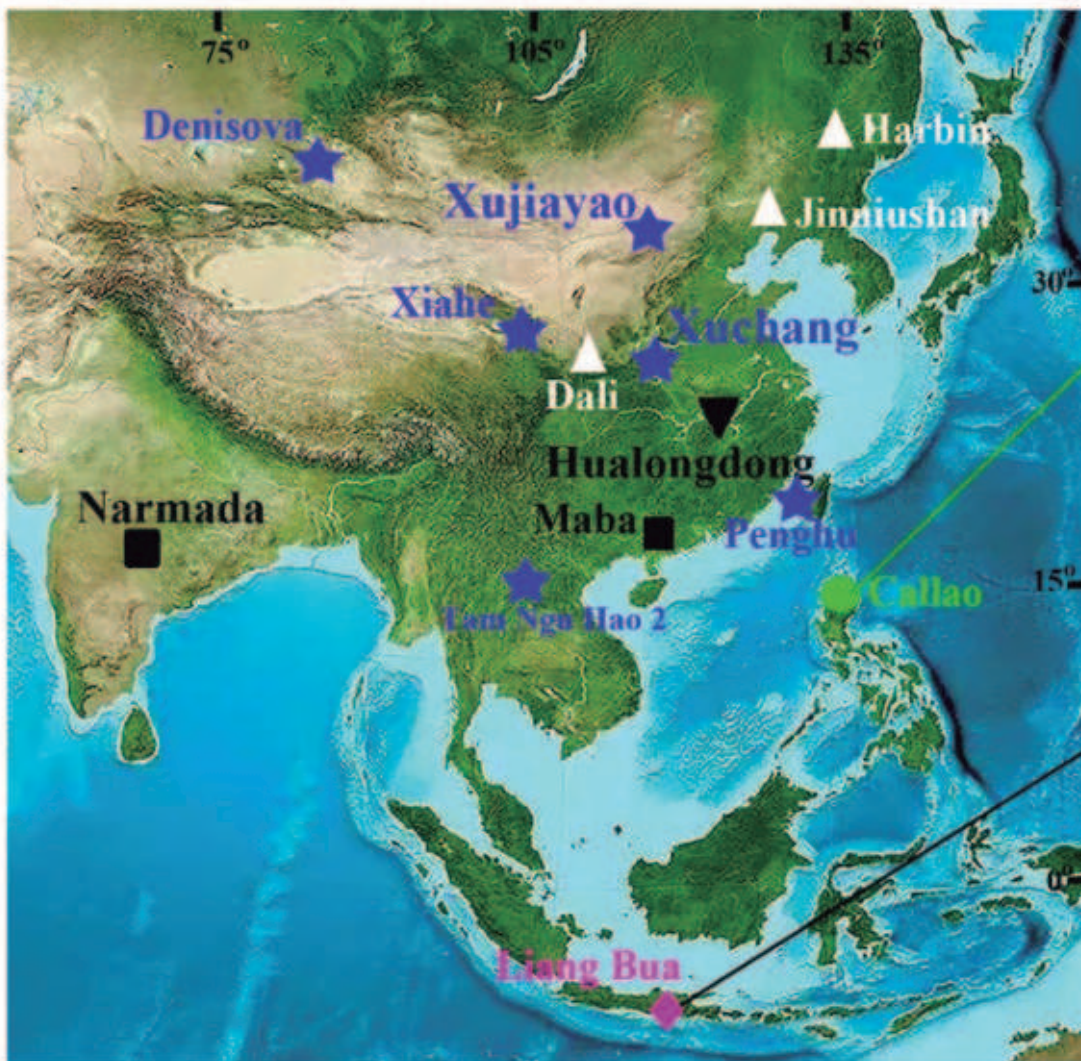 75°
105°
135°
Denisova
Harbin
Xujiayao
Jinniushan
30°
Xiahe
Xuchang
Dali
Hualongdong
Narmada
Maba
Penghu
15°
Callao
Tam Ngu Hao 2
0°
Liang Bua